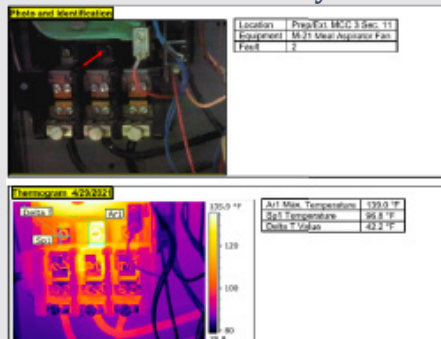 Photo and Identification
Location Prep/Ext. MCC 3 Sec. 11
Equipment M-21 Meal Aspirator Fan
Fault 2
Thermogram 4/29/2021
Delta T
Ar1
Sp1
°F
120
100
80
Ar1 Max. Temperature 139.0 °F
Sp1 Temperature 96.8 °F
Delta T Value 42.2 °F